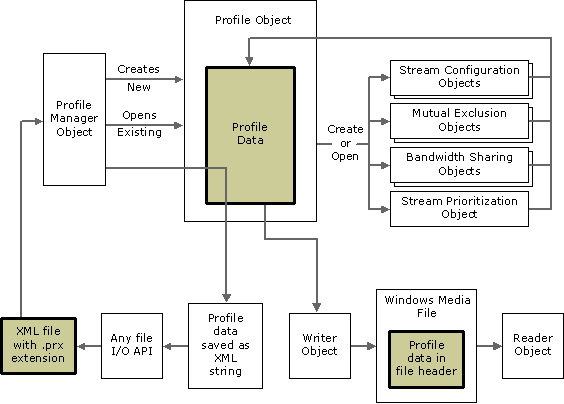 Profile Object
Creates
New
Profile
Manager
Object
Opens
Existing
Profile
Data
Create
or
Open
Stream Configuration
Objects
Mutual Exclusion
Objects
Bandwidth Sharing
Objects
Stream Prioritization
Object
XML file
with .prx
extension
Any file
I/O API
Profile
data
saved as
XML
string
Writer
Object
Windows Media
File
Profile
data in
file header
Reader
Object